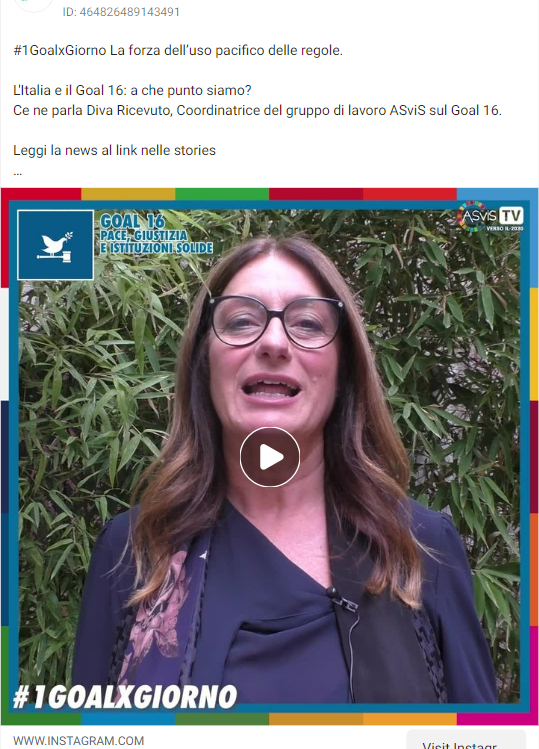 ID: 464826489143491
#1GoalxGiorno La forza dell'uso pacifico delle regole.
L'Italia e il Goal 16: a che punto siamo?
Ce ne parla Diva Ricevuto, Coordinatrice del gruppo di lavoro ASviS sul Goal 16.
Leggi la news al link nelle stories
...
GOAL 16
PACE, GIUSTIZIA
E ISTITUZIONI SOLIDE
ASviS TV
VERSO IL 2030
#1GOALXGIORNO
WWW.INSTAGRAM.COM
Visit Instagr